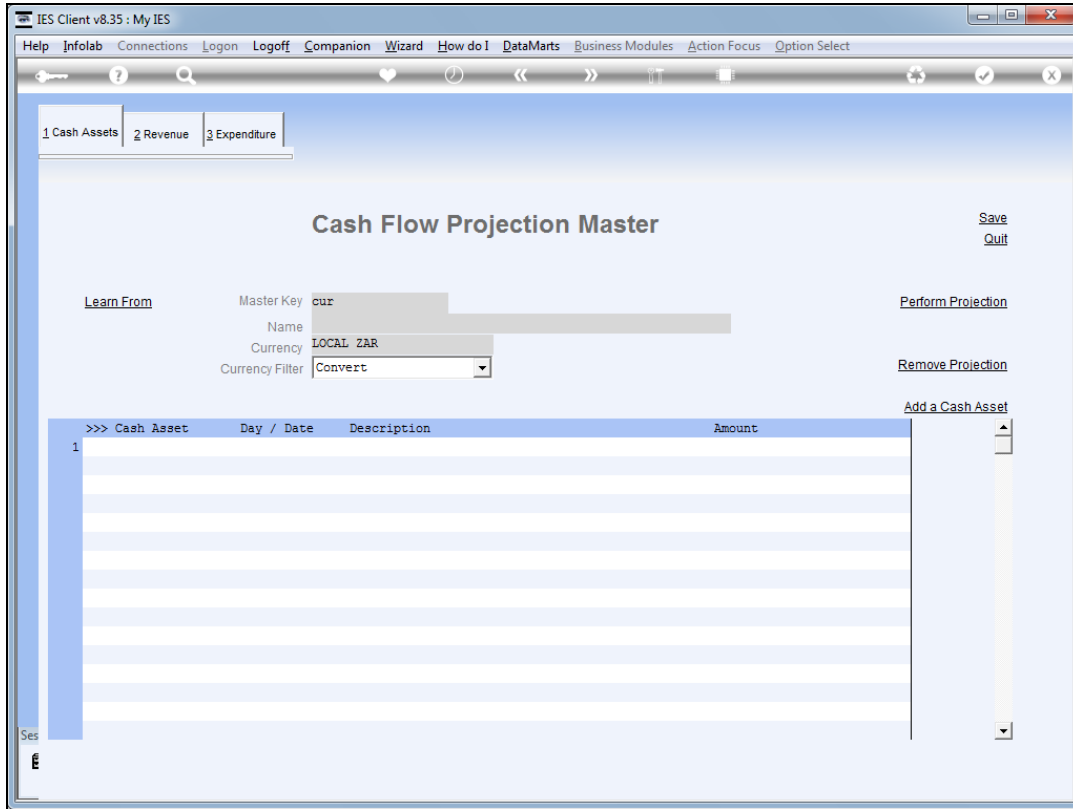 IES Client v8.35 : My IES
Help Infolab Connections Logon Logoff Companion Wizard How do I DataMarts Business Modules Action Focus Option Select
1 Cash Assets 2 Revenue 3 Expenditure
Cash Flow Projection Master
Save
Quit
Learn From Master Key cur Perform Projection
Name
Currency LOCAL ZAR
Currency Filter Convert Remove Projection
Add a Cash Asset
>>> Cash Asset Day / Date Description Amount
1
Ses